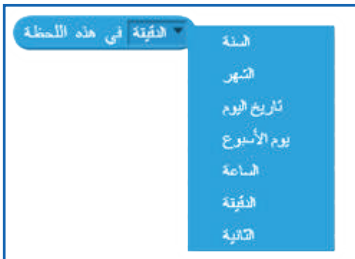 الدقيقة في هذه اللحظة
السنة
الشهر
تاريخ اليوم
يوم الأسبوع
الساعة
الدقيقة
الثانية